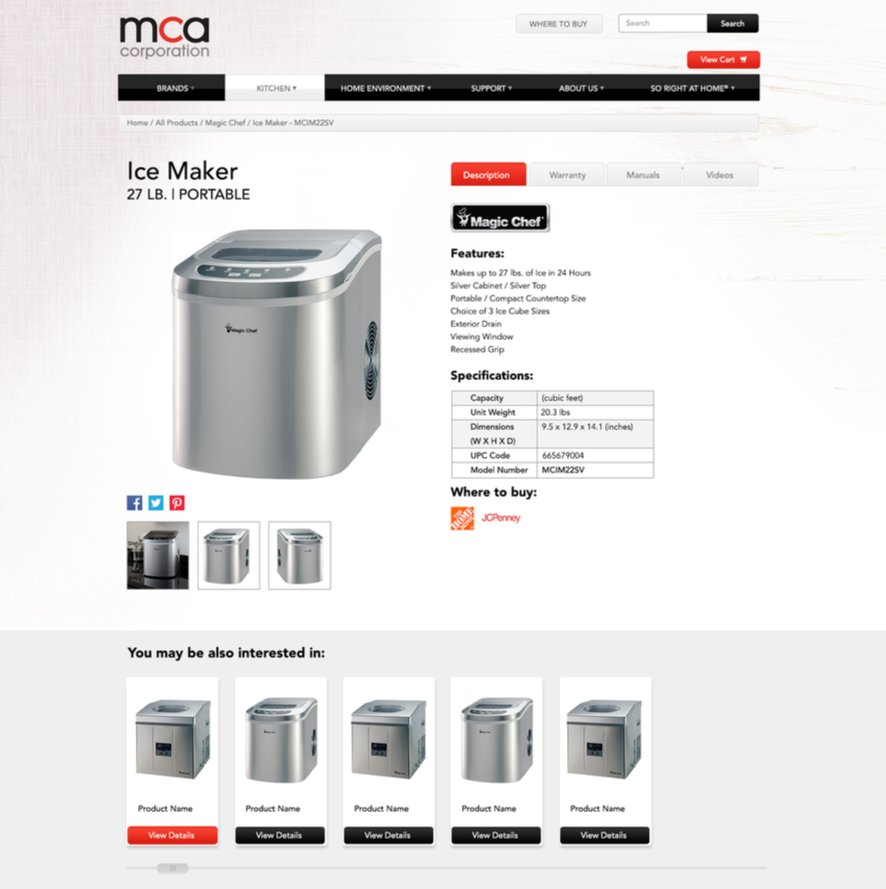 mca
corporation
WHERE TO BUY
Search
Search
View Cart
BRANDS
KITCHEN
HOME ENVIRONMENT
SUPPORT
ABOUT US
SO RIGHT AT HOME®
Home / All Products / Magic Chef / Ice Maker - MCIM22SV
Ice Maker
27 LB. | PORTABLE
Magic Chef
Description
Warranty
Manuals
Videos
Magic Chef
Features:
Makes up to 27 lbs. of Ice in 24 Hours
Silver Cabinet / Silver Top
Portable / Compact Countertop Size
Choice of 3 Ice Cube Sizes
Exterior Drain
Viewing Window
Recessed Grip
Specifications:
Capacity (cubic feet)
Unit Weight 20.3 lbs
Dimensions 9.5 x 12.9 x 14.1 (inches)
(W X H X D)
UPC Code 665679004
Model Number MCIM22SV
Where to buy:
THE HOME DEPOT
JCPenney
You may be also interested in:
Product Name
Product Name
Product Name
Product Name
Product Name
View Details
View Details
View Details
View Details
View Details